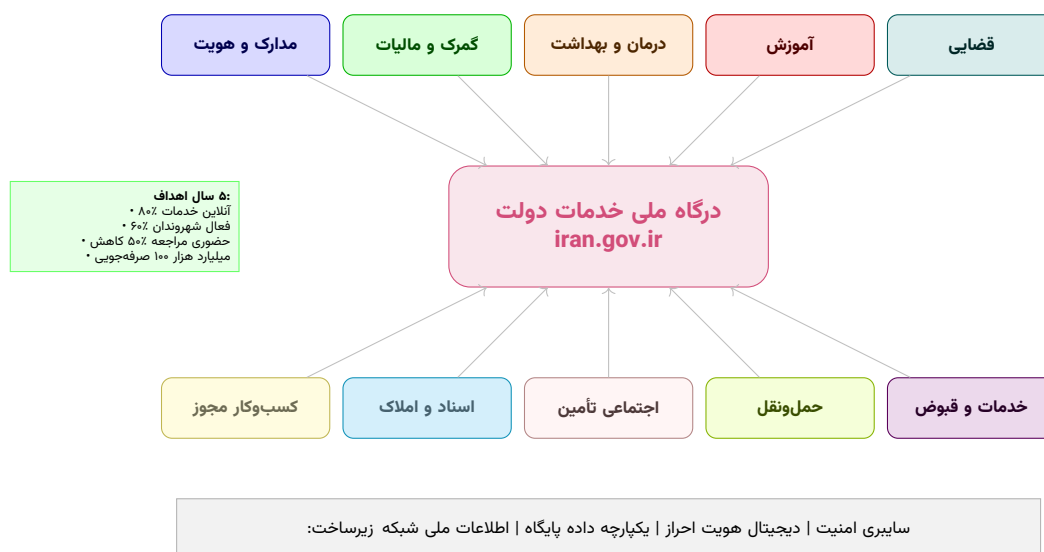 مدارک و هویت
گمرک و مالیات
درمان و بهداشت
آموزش
قضایی
درگاه ملی خدمات دولت
iran.gov.ir
:۵ سال اهداف
آنلاین خدمات ۸۰٪ •
فعال شهروندان ۶۰٪ •
حضوری مراجعه ۵۰٪ کاهش •
میلیارد هزار ۱۰۰ صرفه‌جویی •
کسب‌وکار مجوز
اسناد و املاک
اجتماعی تأمین
حمل‌ونقل
خدمات و قبوض
سایبری امنیت | دیجیتال هویت احراز | یکپارچه داده پایگاه | اطلاعات ملی شبکه زیرساخت: